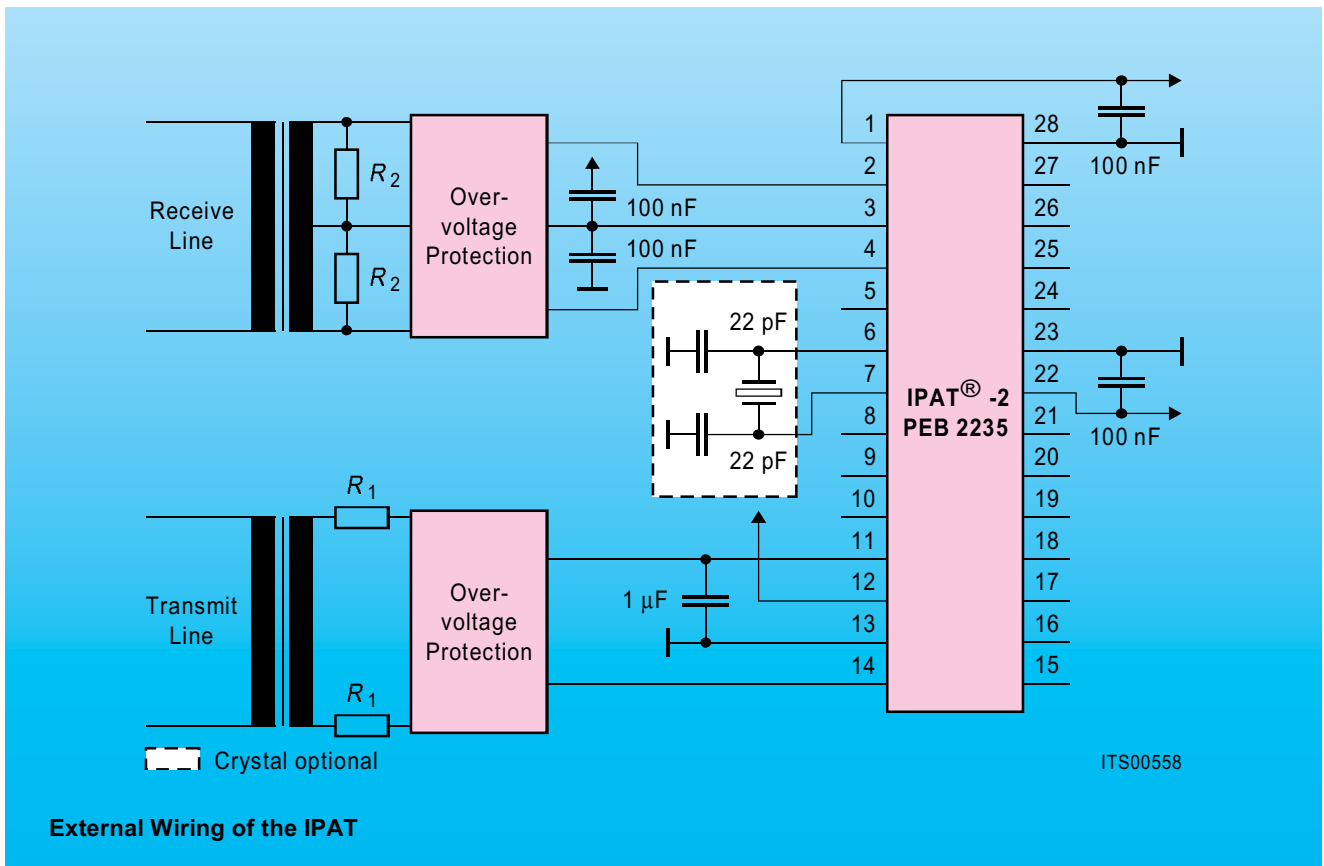 1
28
100 nF
2
27
R2
Over-
voltage
Protection
100 nF
3
26
Receive
Line
100 nF
4
25
R2
5
24
22 pF
6
23
7
22
IPAT® -2
PEB 2235
8
21
100 nF
22 pF
9
20
R1
10
19
11
18
Transmit
Line
Over-
voltage
Protection
1 µF
12
17
13
16
R1
14
15
Crystal optional
ITS00558
External Wiring of the IPAT